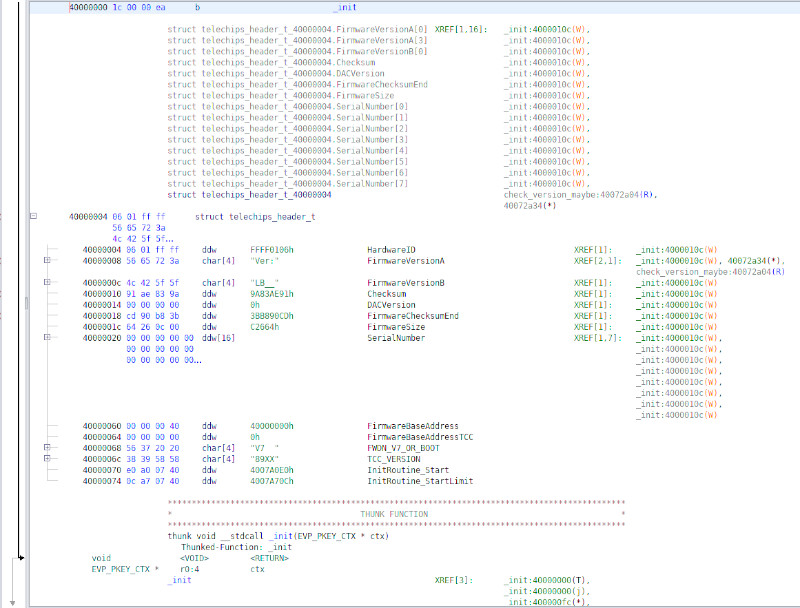 40000000 1c 00 00 ea b _init
struct telechips_header_t_40000004.FirmwareVersionA[0] XREF[1,16]: _init:4000010c(W),
struct telechips_header_t_40000004.FirmwareVersionA[3] _init:4000010c(W),
struct telechips_header_t_40000004.FirmwareVersionB[0] _init:4000010c(W),
struct telechips_header_t_40000004.Checksum _init:4000010c(W),
struct telechips_header_t_40000004.DACVersion _init:4000010c(W),
struct telechips_header_t_40000004.FirmwareChecksumEnd _init:4000010c(W),
struct telechips_header_t_40000004.FirmwareSize _init:4000010c(W),
struct telechips_header_t_40000004.SerialNumber[0] _init:4000010c(W),
struct telechips_header_t_40000004.SerialNumber[1] _init:4000010c(W),
struct telechips_header_t_40000004.SerialNumber[2] _init:4000010c(W),
struct telechips_header_t_40000004.SerialNumber[3] _init:4000010c(W),
struct telechips_header_t_40000004.SerialNumber[4] _init:4000010c(W),
struct telechips_header_t_40000004.SerialNumber[5] _init:4000010c(W),
struct telechips_header_t_40000004.SerialNumber[6] _init:4000010c(W),
struct telechips_header_t_40000004.SerialNumber[7] _init:4000010c(W),
struct telechips_header_t_40000004 check_version_maybe:40072a04(R),
40072a34(*)
40000004 06 01 ff ff struct telechips_header_t
56 65 72 3a
4c 42 5f 5f...
40000004 06 01 ff ff ddw FFFF0106h HardwareID XREF[1]: _init:4000010c(W)
40000008 56 65 72 3a char[4] "Ver:" FirmwareVersionA XREF[2,1]: _init:4000010c(W), 40072a34(*),
check_version_maybe:40072a04(R)
4000000c 4c 42 5f 5f char[4] "LB__" FirmwareVersionB XREF[1]: _init:4000010c(W)
40000010 91 ae 83 9a ddw 9A83AE91h Checksum XREF[1]: _init:4000010c(W)
40000014 00 00 00 00 ddw 0h DACVersion XREF[1]: _init:4000010c(W)
40000018 cd 90 b8 3b ddw 3BB890CDh FirmwareChecksumEnd XREF[1]: _init:4000010c(W)
4000001c 64 26 0c 00 ddw C2664h FirmwareSize XREF[1]: _init:4000010c(W)
40000020 00 00 00 00 00 ddw[16] SerialNumber XREF[1,7]: _init:4000010c(W),
00 00 00 00 00 _init:4000010c(W),
00 00 00 00 00... _init:4000010c(W),
_init:4000010c(W),
_init:4000010c(W),
_init:4000010c(W),
_init:4000010c(W),
_init:4000010c(W)
40000060 00 00 00 40 ddw 40000000h FirmwareBaseAddress
40000064 00 00 00 00 ddw 0h FirmwareBaseAddressTCC
40000068 56 37 20 20 char[4] "V7  " FWDN_V7_OR_BOOT
4000006c 38 39 58 58 char[4] "89XX" TCC_VERSION
40000070 e0 a0 07 40 ddw 4007A0E0h InitRoutine_Start
40000074 0c a7 07 40 ddw 4007A70Ch InitRoutine_StartLimit
* THUNK FUNCTION *
thunk void __stdcall _init(EVP_PKEY_CTX * ctx)
Thunked-Function: _init
void <VOID> <RETURN>
EVP_PKEY_CTX * r0:4 ctx
_init XREF[3]: _init:40000000(T),
_init:40000000(j),
_init:400000fc(*),